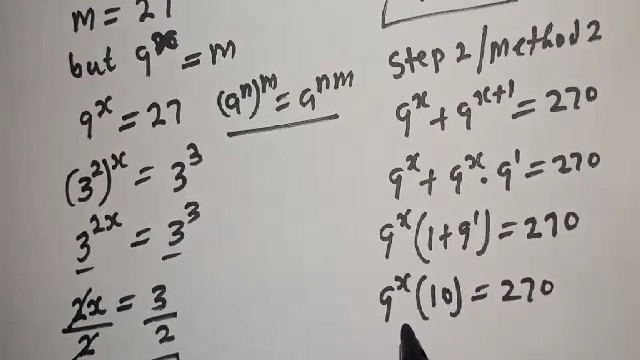 m = 27
but 9^x = m
9^x = 27
(a^n)^m = a^nm
(3^2)^x = 3^3
3^2x = 3^3
2x/2 = 3/2
Step 2/method 2
9^x + 9^x+1 = 270
9^x + 9^x · 9^1 = 270
9^x (1+9^1) = 270
9^x (10) = 270